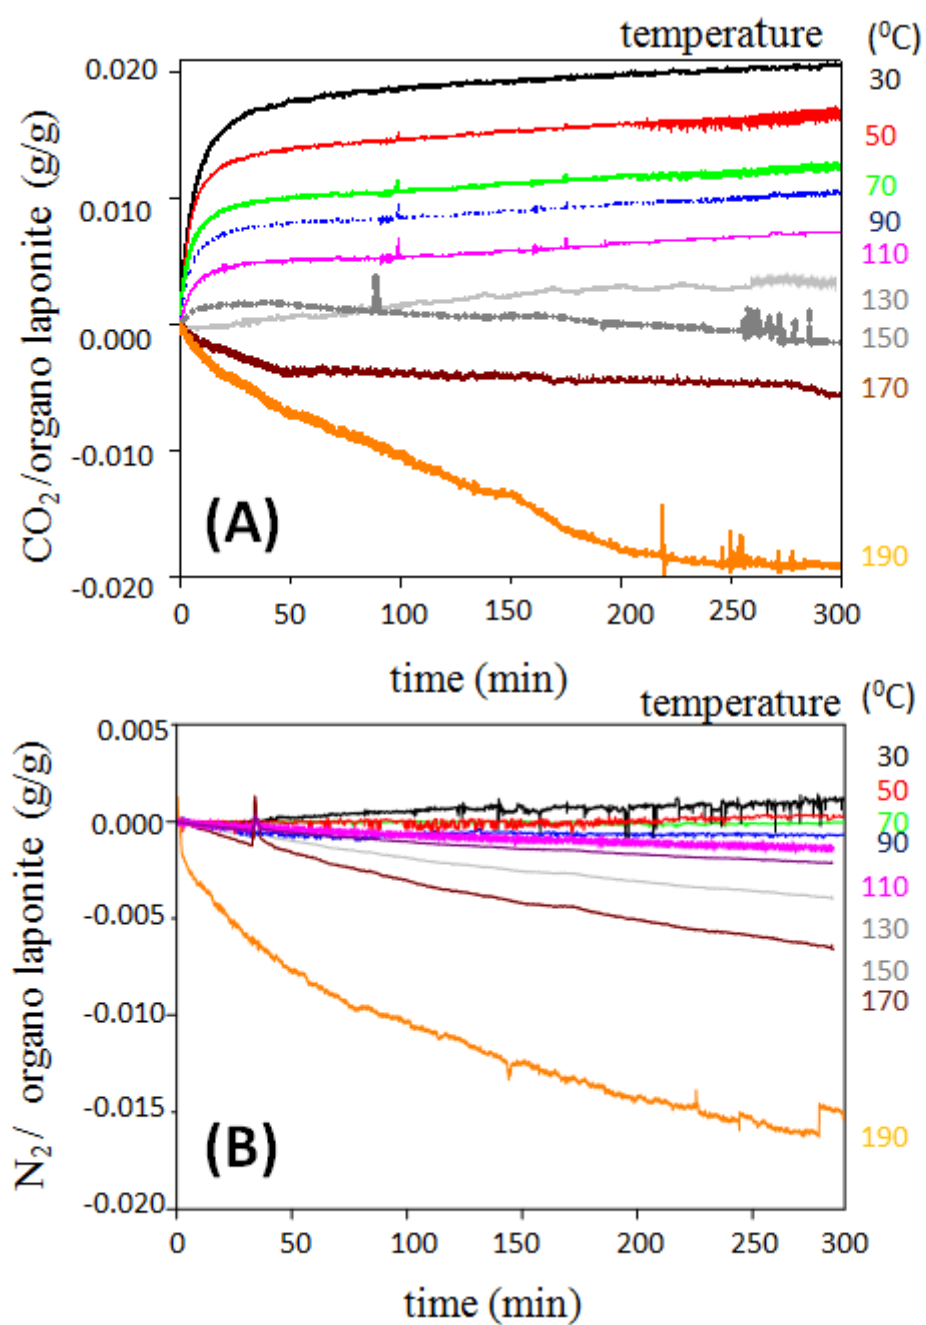 temperature (⁰C)
CO₂/organo laponite (g/g)
0.020
0.010
0.000
-0.010
-0.020
30
50
70
90
110
130
150
170
190
(A)
0 50 100 150 200 250 300
time (min)
temperature (⁰C)
N₂/ organo laponite (g/g)
0.005
0.000
-0.005
-0.010
-0.015
-0.020
30
50
70
90
110
130
150
170
190
(B)
0 50 100 150 200 250 300
time (min)